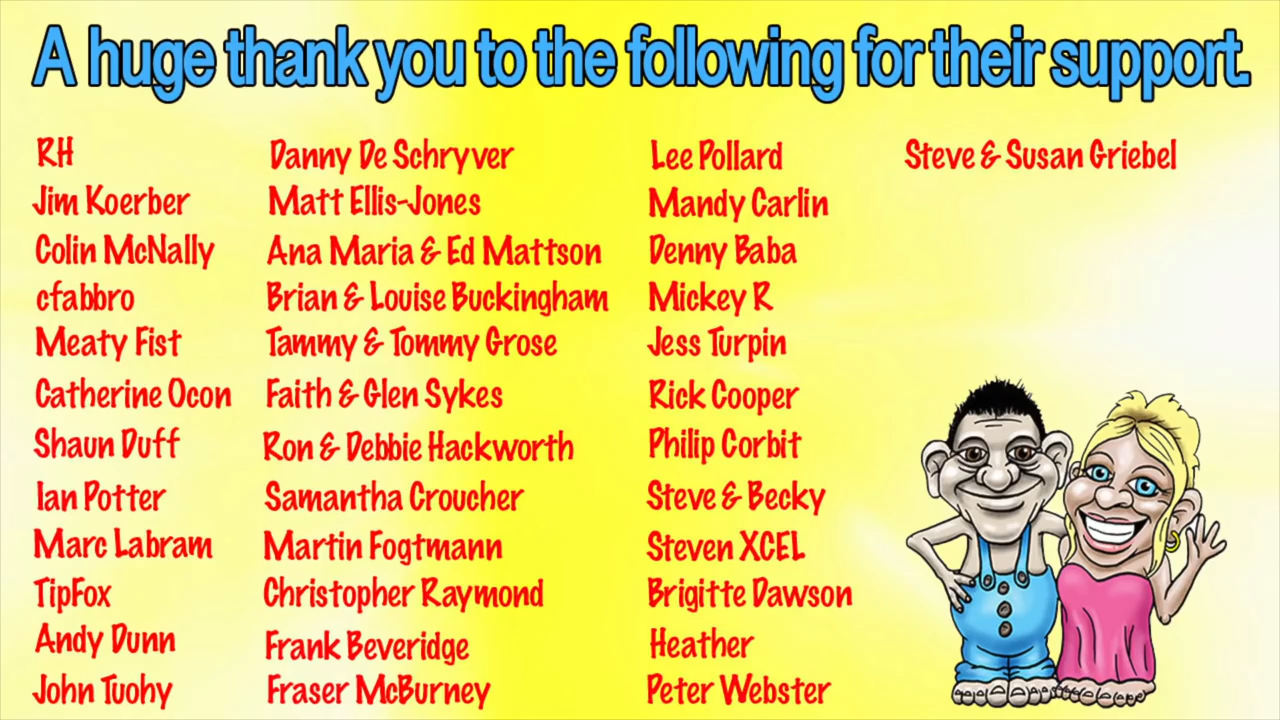 A huge thank you to the following for their support.
RH
Jim Koerber
Colin McNally
cfabbro
Meaty Fist
Catherine Ocon
Shaun Duff
Ian Potter
Marc Labram
TipFox
Andy Dunn
John Tuohy
Danny De Schryver
Matt Ellis-Jones
Ana Maria & Ed Mattson
Brian & Louise Buckingham
Tammy & Tommy Grose
Faith & Glen Sykes
Ron & Debbie Hackworth
Samantha Croucher
Martin Fogtmann
Christopher Raymond
Frank Beveridge
Fraser McBurney
Lee Pollard
Mandy Carlin
Denny Baba
Mickey R
Jess Turpin
Rick Cooper
Philip Corbit
Steve & Becky
Steven XCEL
Brigitte Dawson
Heather
Peter Webster
Steve & Susan Griebel